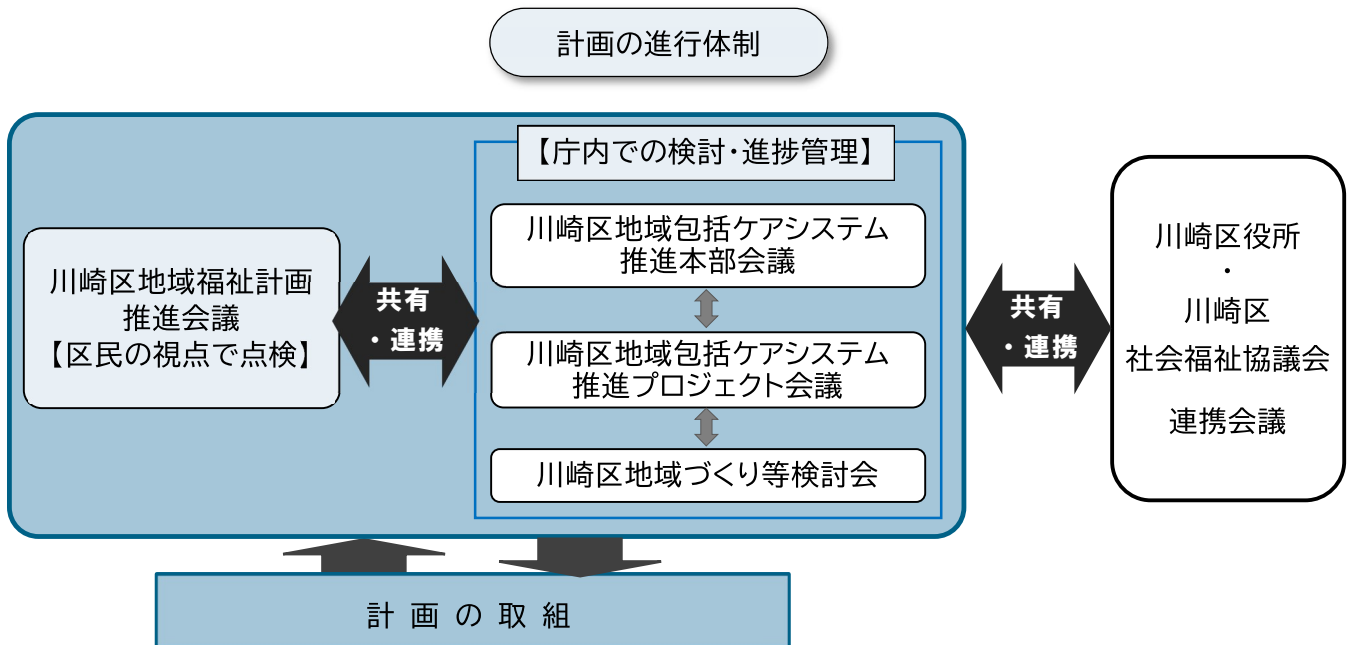 計画の進行体制
【庁内での検討・進捗管理】
川崎区地域福祉計画
推進会議
【区民の視点で点検】
共有
・連携
川崎区地域包括ケアシステム
推進本部会議
川崎区地域包括ケアシステム
推進プロジェクト会議
川崎区地域づくり等検討会
共有
・連携
川崎区役所
・
川崎区
社会福祉協議会
連携会議
計画の取組